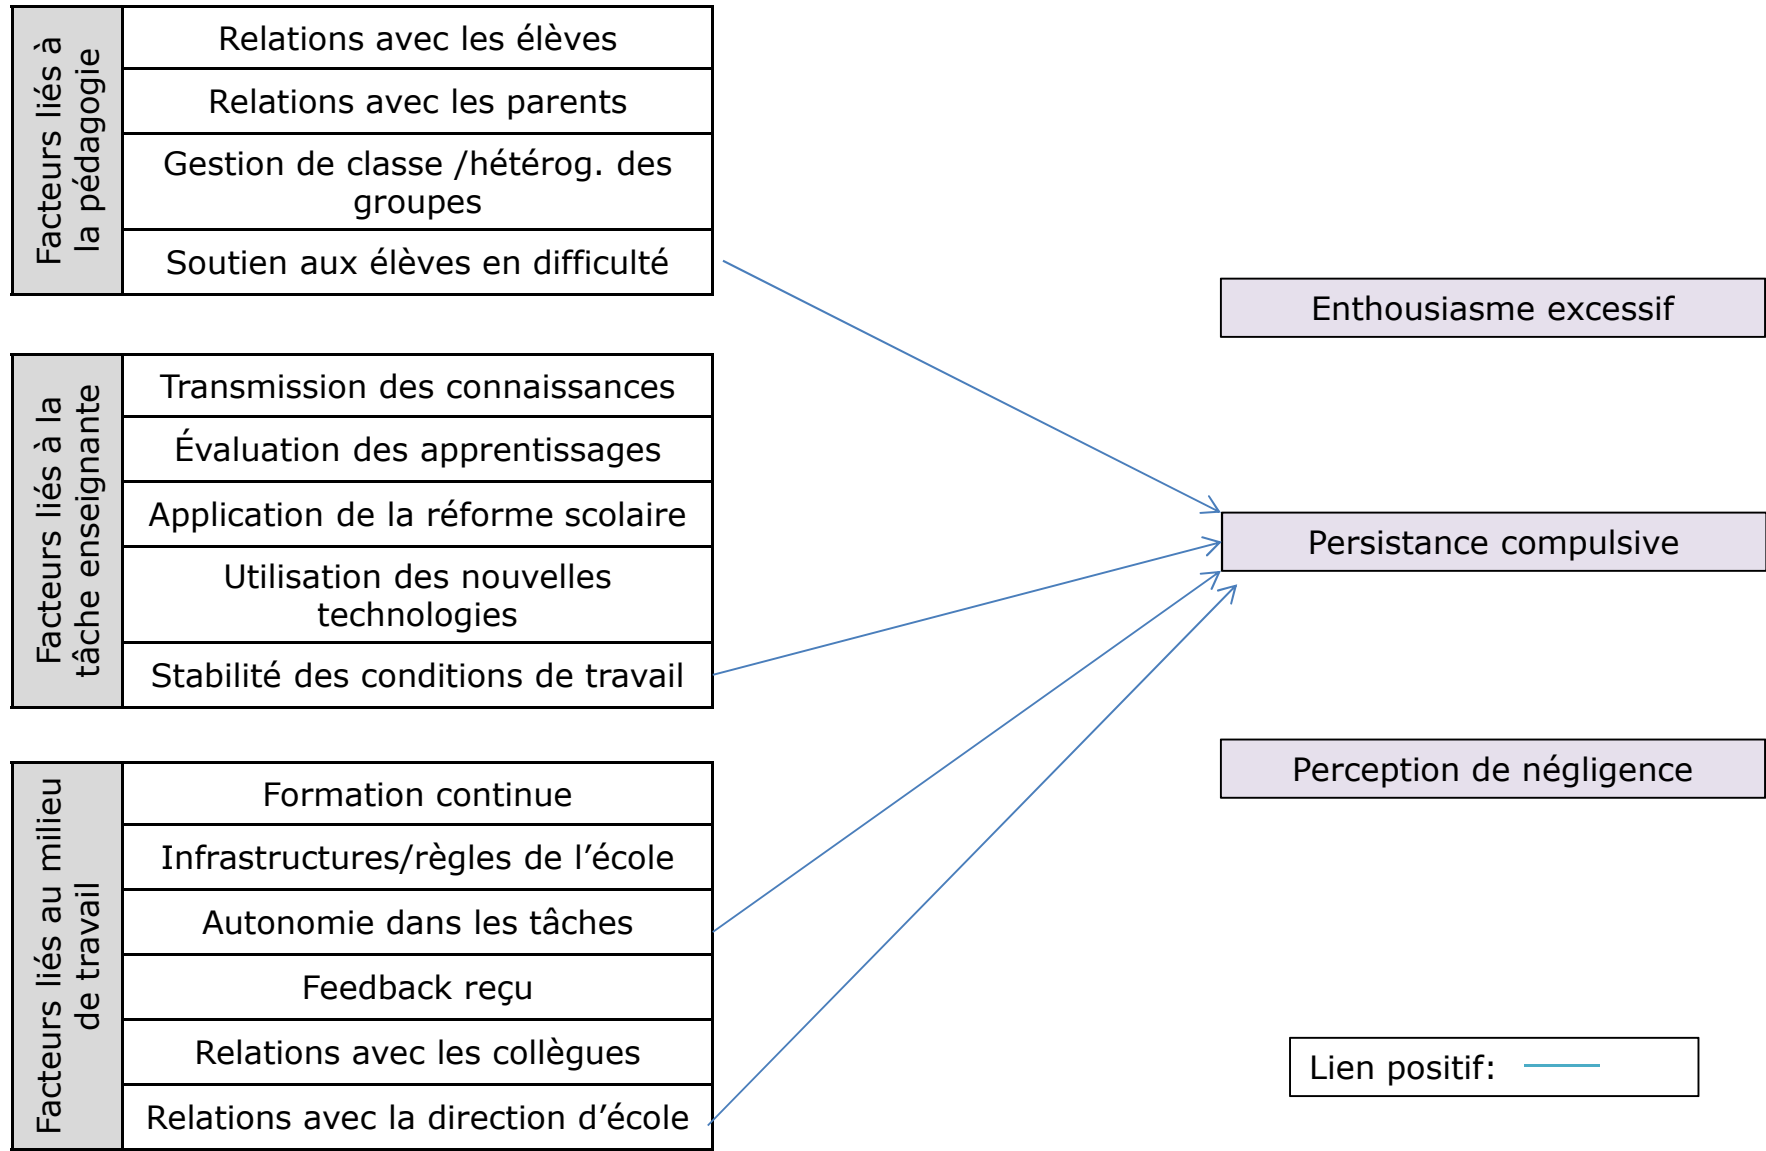 Facteurs liés à
la pédagogie
Relations avec les élèves
Relations avec les parents
Gestion de classe /hétérog. des
groupes
Soutien aux élèves en difficulté
Facteurs liés à la
tâche enseignante
Transmission des connaissances
Évaluation des apprentissages
Application de la réforme scolaire
Utilisation des nouvelles
technologies
Stabilité des conditions de travail
Facteurs liés au milieu
de travail
Formation continue
Infrastructures/règles de l’école
Autonomie dans les tâches
Feedback reçu
Relations avec les collègues
Relations avec la direction d’école
Enthousiasme excessif
Persistance compulsive
Perception de négligence
Lien positif: